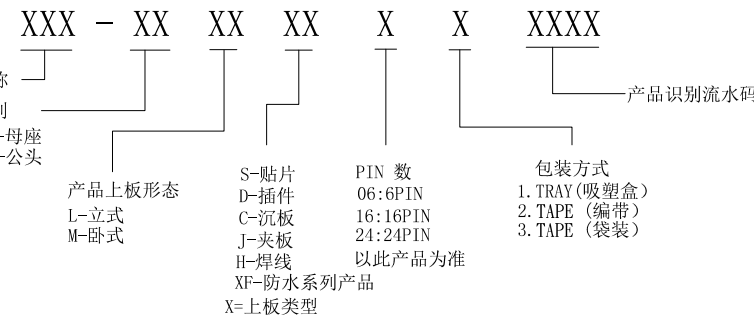 XXX - XX XX XX X X XXXX
称
产品识别流水码
-母座
-公头
产品上板形态
L-立式
M-卧式
S-贴片
D-插件
C-沉板
J-夹板
H-焊线
XF-防水系列产品
X=上板类型
PIN 数
06:6PIN
16:16PIN
24:24PIN
以此产品为准
包装方式
1.TRAY(吸塑盒)
2.TAPE (编带)
3.TAPE (袋装)